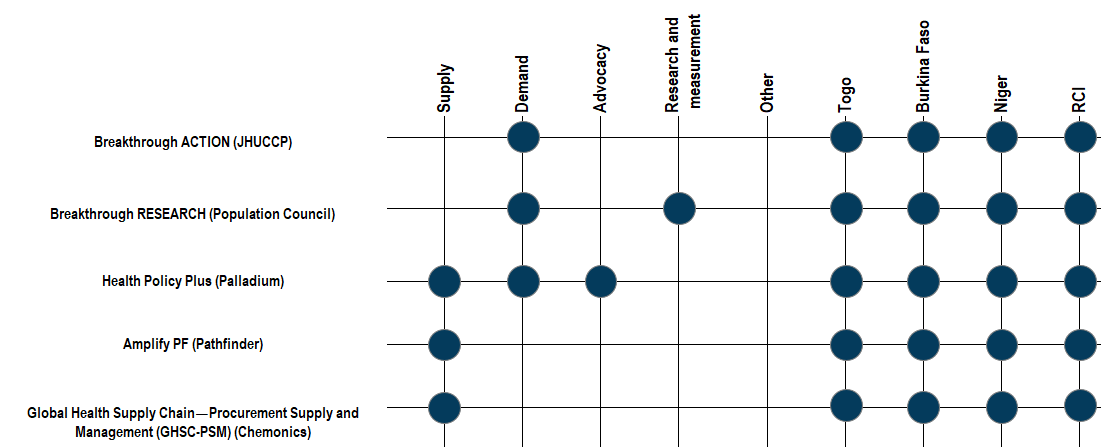 Supply
Demand
Advocacy
Research and
measurement
Other
Togo
Burkina Faso
Niger
RCI
Breakthrough ACTION (JHUCCP)
Breakthrough RESEARCH (Population Council)
Health Policy Plus (Palladium)
Amplify PF (Pathfinder)
Global Health Supply Chain—Procurement Supply and
Management (GHSC-PSM) (Chemonics)